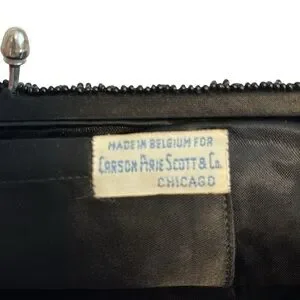 MADE IN BELGIUM FOR
CARSON PIRIE SCOTT & Co.
CHICAGO